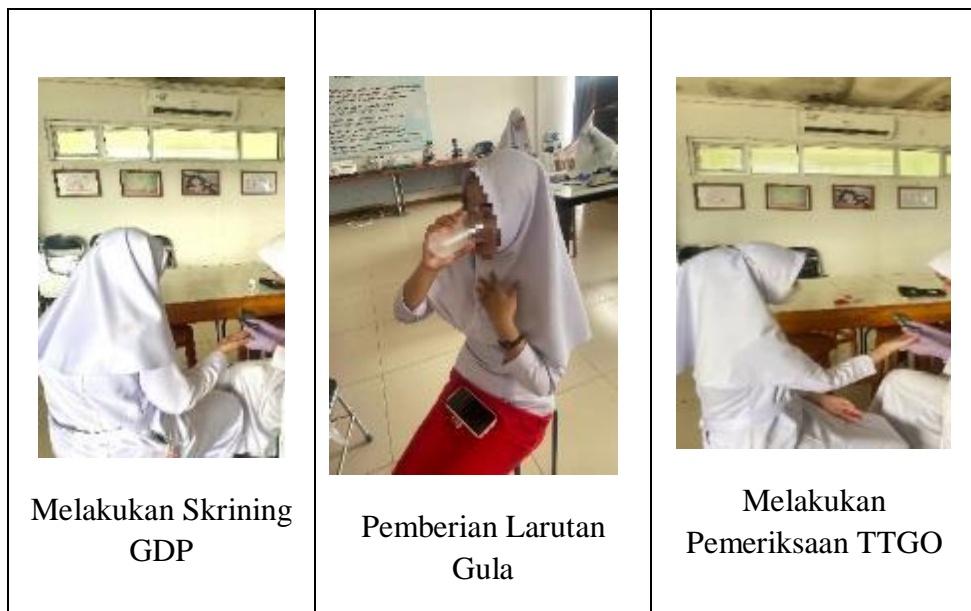 Melakukan Skrining
GDP
Pemberian Larutan
Gula
Melakukan
Pemeriksaan TTGO